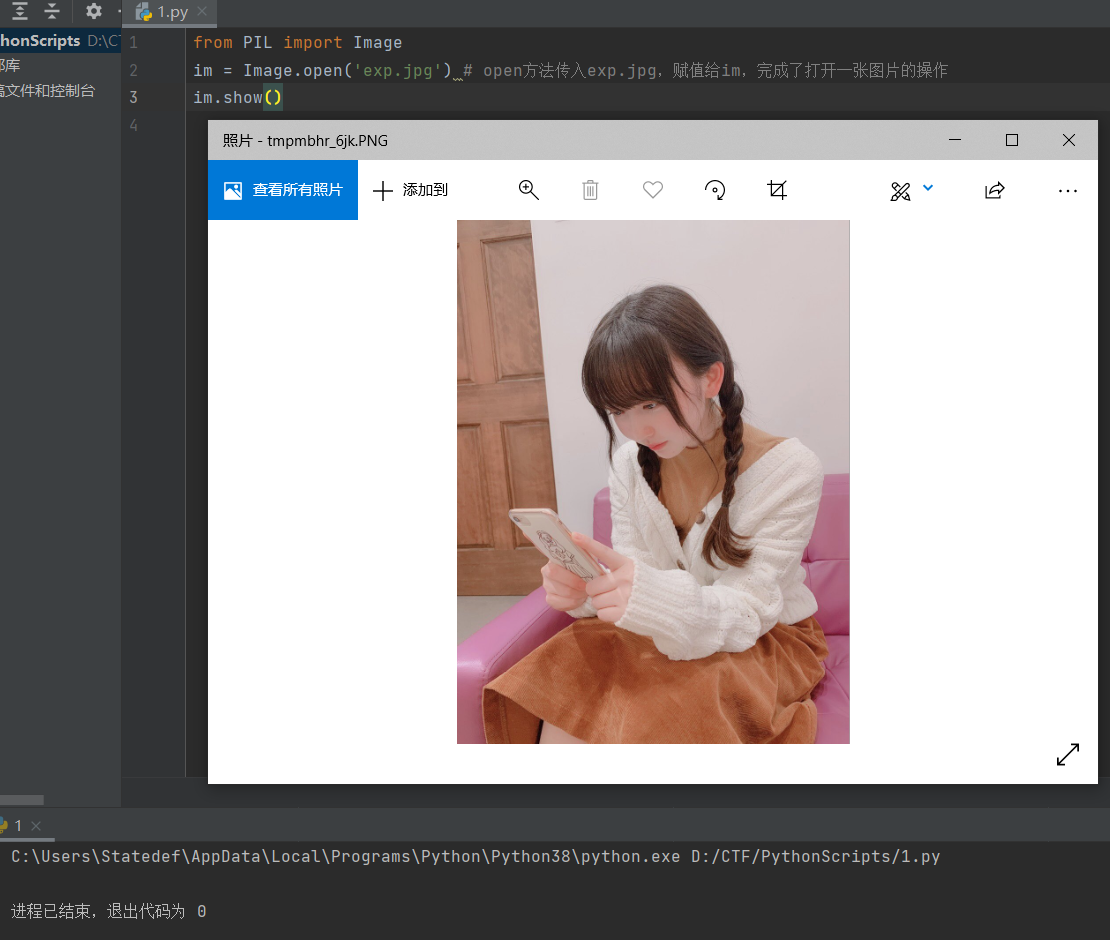 1.py
honScripts D:\C
部库
文件和控制台
1 from PIL import Image
2 im = Image.open('exp.jpg') # open方法传入exp.jpg，赋值给im，完成了打开一张图片的操作
3 im.show()
4
照片 - tmpmbhr_6jk.PNG
查看所有照片 添加到
1
C:\Users\Statedef\AppData\Local\Programs\Python\Python38\python.exe D:/CTF/PythonScripts/1.py
进程已结束，退出代码为 0